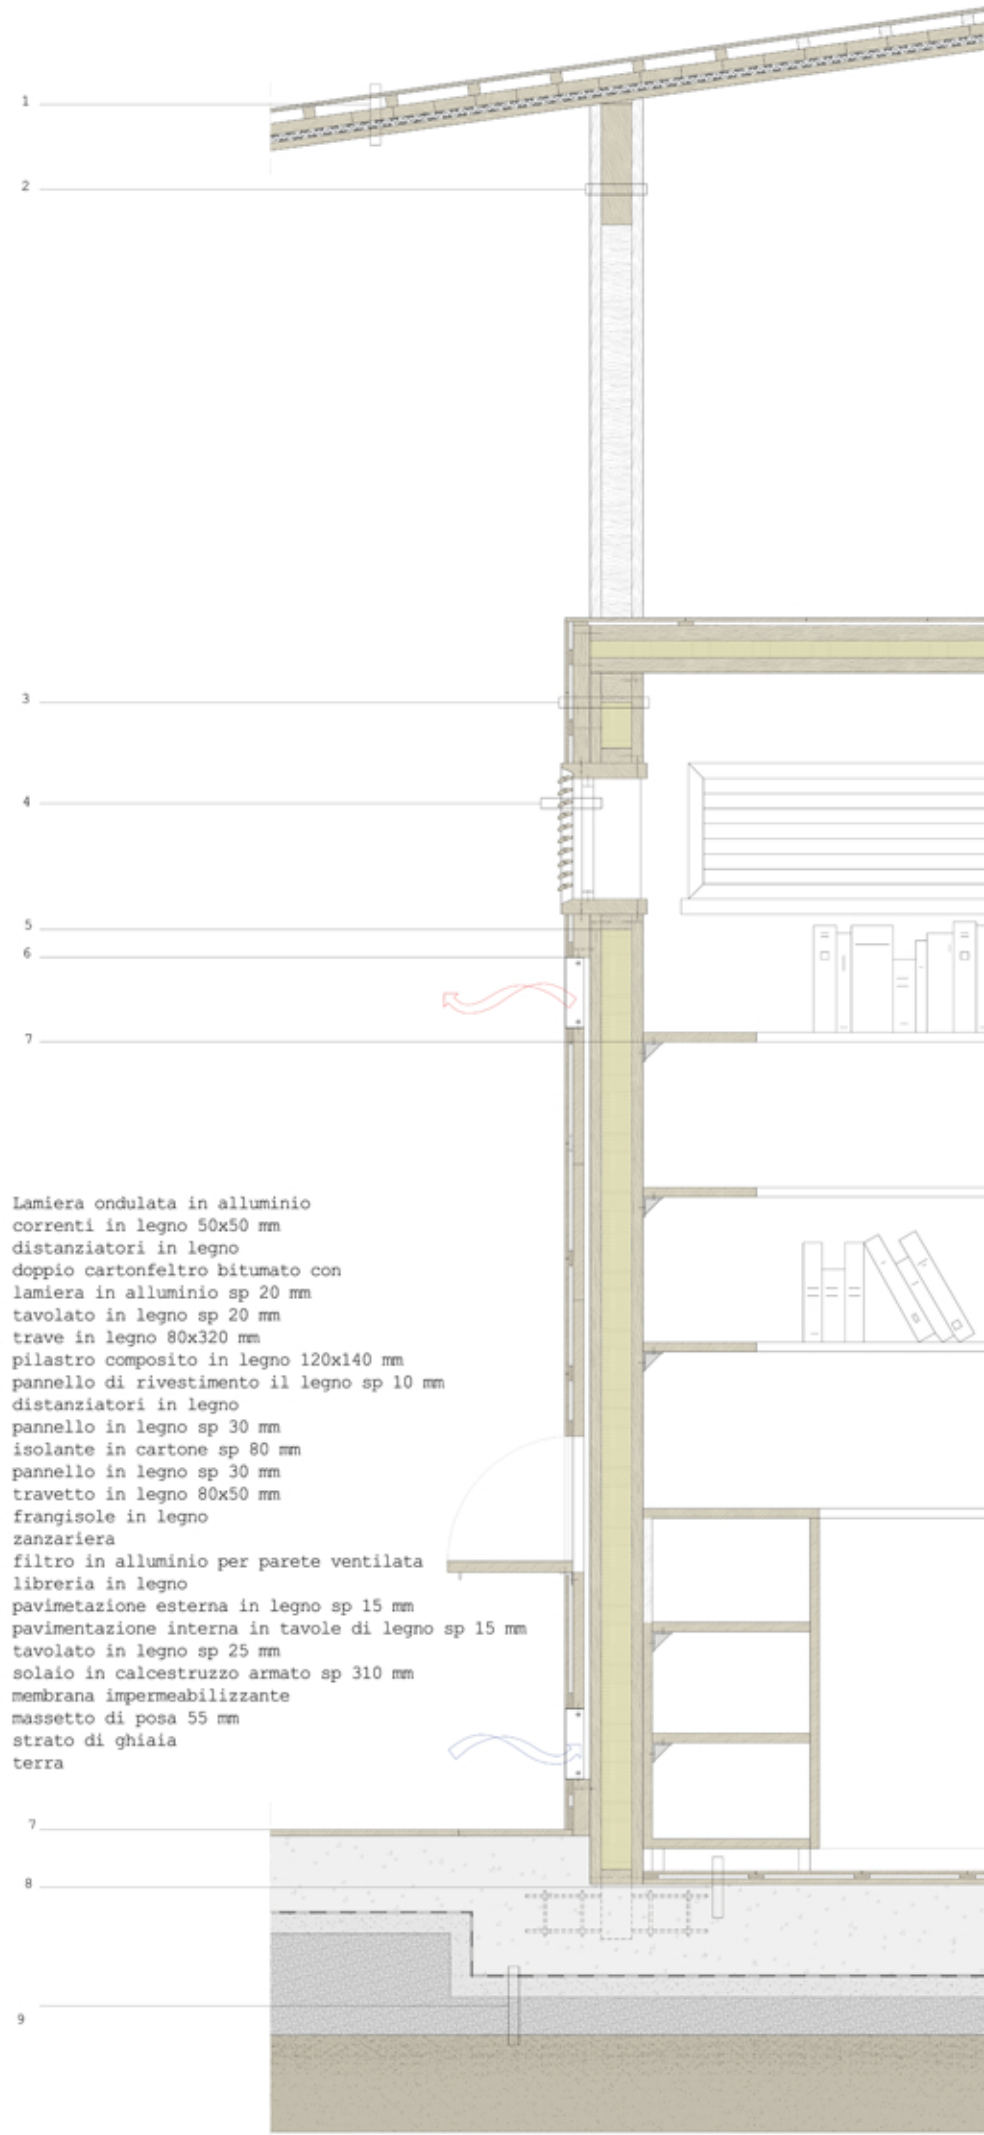 1
2
3
4
5
6
7
Lamiera ondulata in alluminio
correnti in legno 50x50 mm
distanziatori in legno
doppio cartonfeltro bitumato con
lamiera in alluminio sp 20 mm
tavolato in legno sp 20 mm
trave in legno 80x320 mm
pilastro composito in legno 120x140 mm
pannello di rivestimento il legno sp 10 mm
distanziatori in legno
pannello in legno sp 30 mm
isolante in cartone sp 80 mm
pannello in legno sp 30 mm
travetto in legno 80x50 mm
frangisole in legno
zanzariera
filtro in alluminio per parete ventilata
libreria in legno
pavimetazione esterna in legno sp 15 mm
pavimentazione interna in tavole di legno sp 15 mm
tavolato in legno sp 25 mm
solaio in calcestruzzo armato sp 310 mm
membrana impermeabilizzante
massetto di posa 55 mm
strato di ghiaia
terra
7
8
9